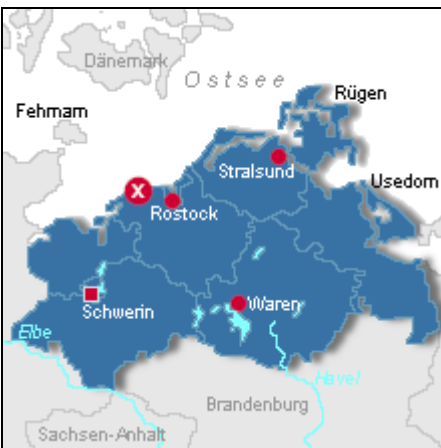 Dänemark
Ostsee
Rügen
Fehmarn
Stralsund
Usedom
X
Rostock
Waren
Schwerin
Elbe
Havel
Brandenburg
Sachsen-Anhalt